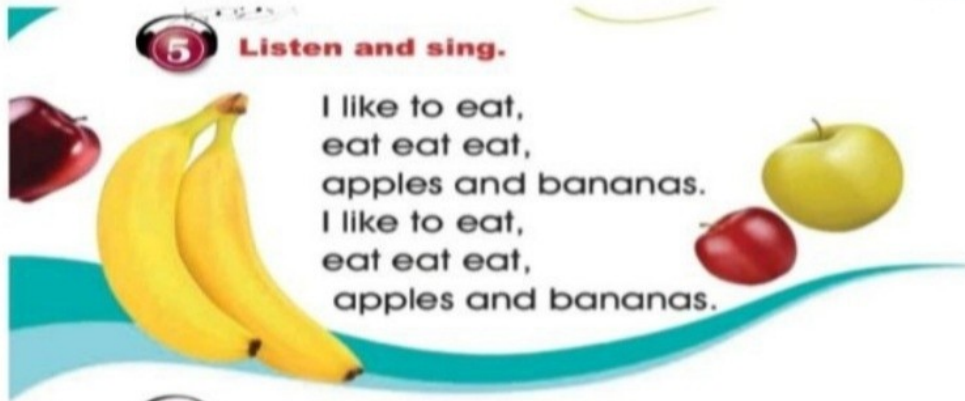 5 Listen and sing.
I like to eat,
eat eat eat,
apples and bananas.
I like to eat,
eat eat eat,
apples and bananas.